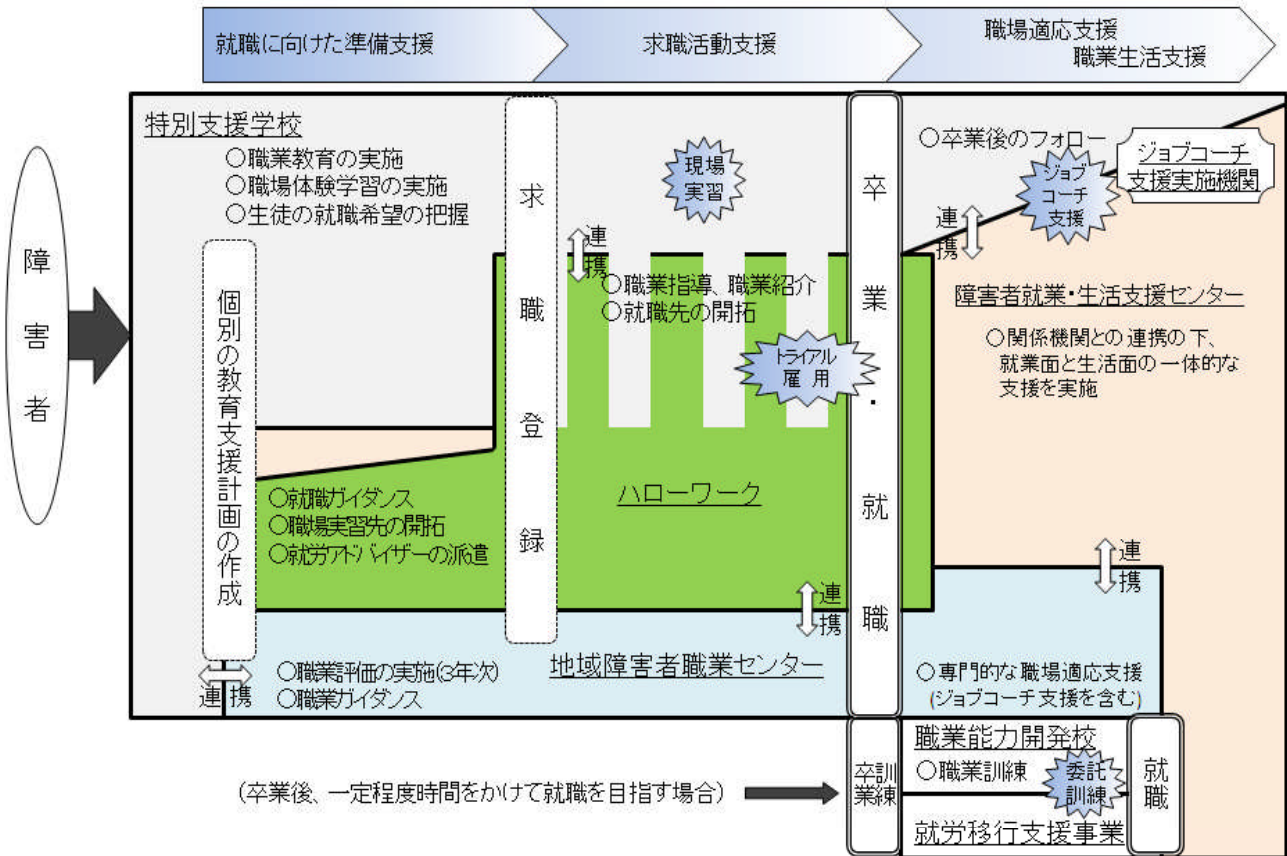 就職に向けた準備支援
求職活動支援
職場適応支援
職業生活支援
障害者
特別支援学校
○職業教育の実施
○職場体験学習の実施
○生徒の就職希望の把握
個別の教育支援計画の作成
求職登録
現場
実習
連携
○職業指導、職業紹介
○就職先の開拓
トライアル
雇用
卒業・就職
○卒業後のフォロー
ジョブ
コーチ
支援
ジョブコーチ
支援実施機関
連携
障害者就業・生活支援センター
○関係機関との連携の下、
就業面と生活面の一体的な
支援を実施
○就職ガイダンス
○職場実習先の開拓
○就労アドバイザーの派遣
ハローワーク
連携
連携
連携
○職業評価の実施(3年次)
○職業ガイダンス
地域障害者職業センター
○専門的な職場適応支援
(ジョブコーチ支援を含む)
(卒業後、一定程度時間をかけて就職を目指す場合)
卒業
訓練
職業能力開発校
○職業訓練
委託
訓練
就労移行支援事業
就職